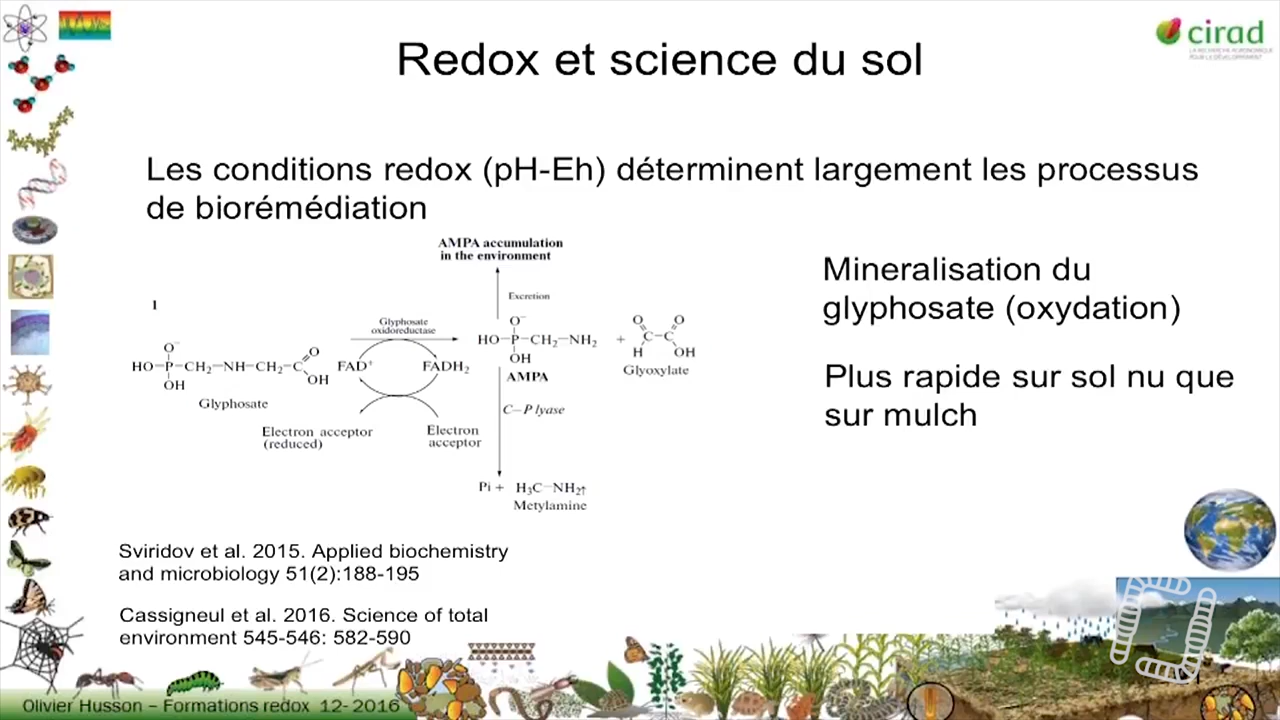 cirad
LA RECHERCHE AGRONOMIQUE
POUR LE DÉVELOPPEMENT
Redox et science du sol
Les conditions redox (pH-Eh) déterminent largement les processus
de biorémédiation
AMPA accumulation
in the environment
Excretion
1
Glyphosate
oxidoreductase
O⁻
HO-P-CH₂-NH₂
OH
AMPA
+
O O
C-C
H OH
Glyoxylate
O⁻
HO-P-CH₂-NH-CH₂-C
O
OH
OH
Glyphosate
FAD⁺
FADH₂
Electron acceptor
(reduced)
Electron
acceptor
C-P lyase
Pi + H₃C-NH₂↑
Metylamine
Mineralisation du
glyphosate (oxydation)
Plus rapide sur sol nu que
sur mulch
Sviridov et al. 2015. Applied biochemistry
and microbiology 51(2):188-195
Cassigneul et al. 2016. Science of total
environment 545-546: 582-590
Olivier Husson – Formations redox 12- 2016